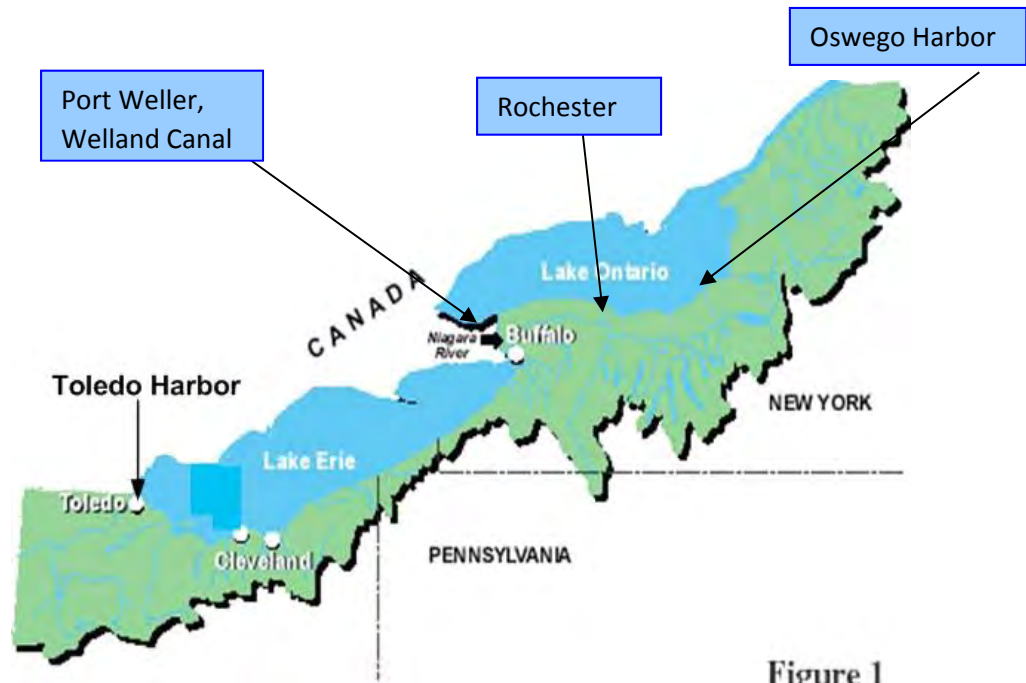 Oswego Harbor
Port Weller,
Welland Canal
Rochester
Lake Ontario
CANADA
Niagara
River
Buffalo
Toledo Harbor
NEW YORK
Lake Erie
Toledo
Cleveland
PENNSYLVANIA
Figure 1